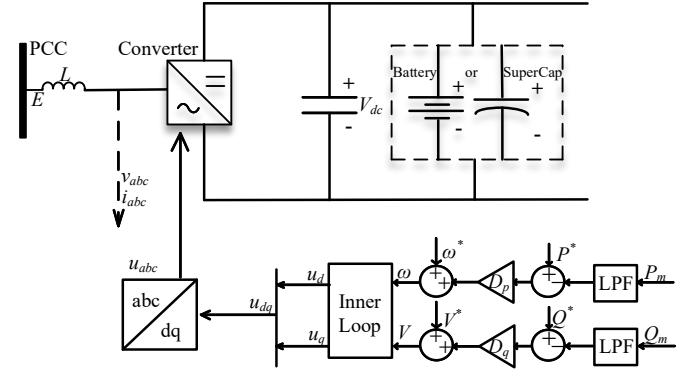 PCC
Converter
L
E
+
V_dc
-
Battery
or
SuperCap
+
-
+
-
v_abc
i_abc
u_abc
abc
dq
u_dq
u_d
u_q
Inner
Loop
ω
ω*
+
+
D_p
P*
+
−
LPF
P_m
V
V*
+
+
D_q
Q*
+
−
LPF
Q_m